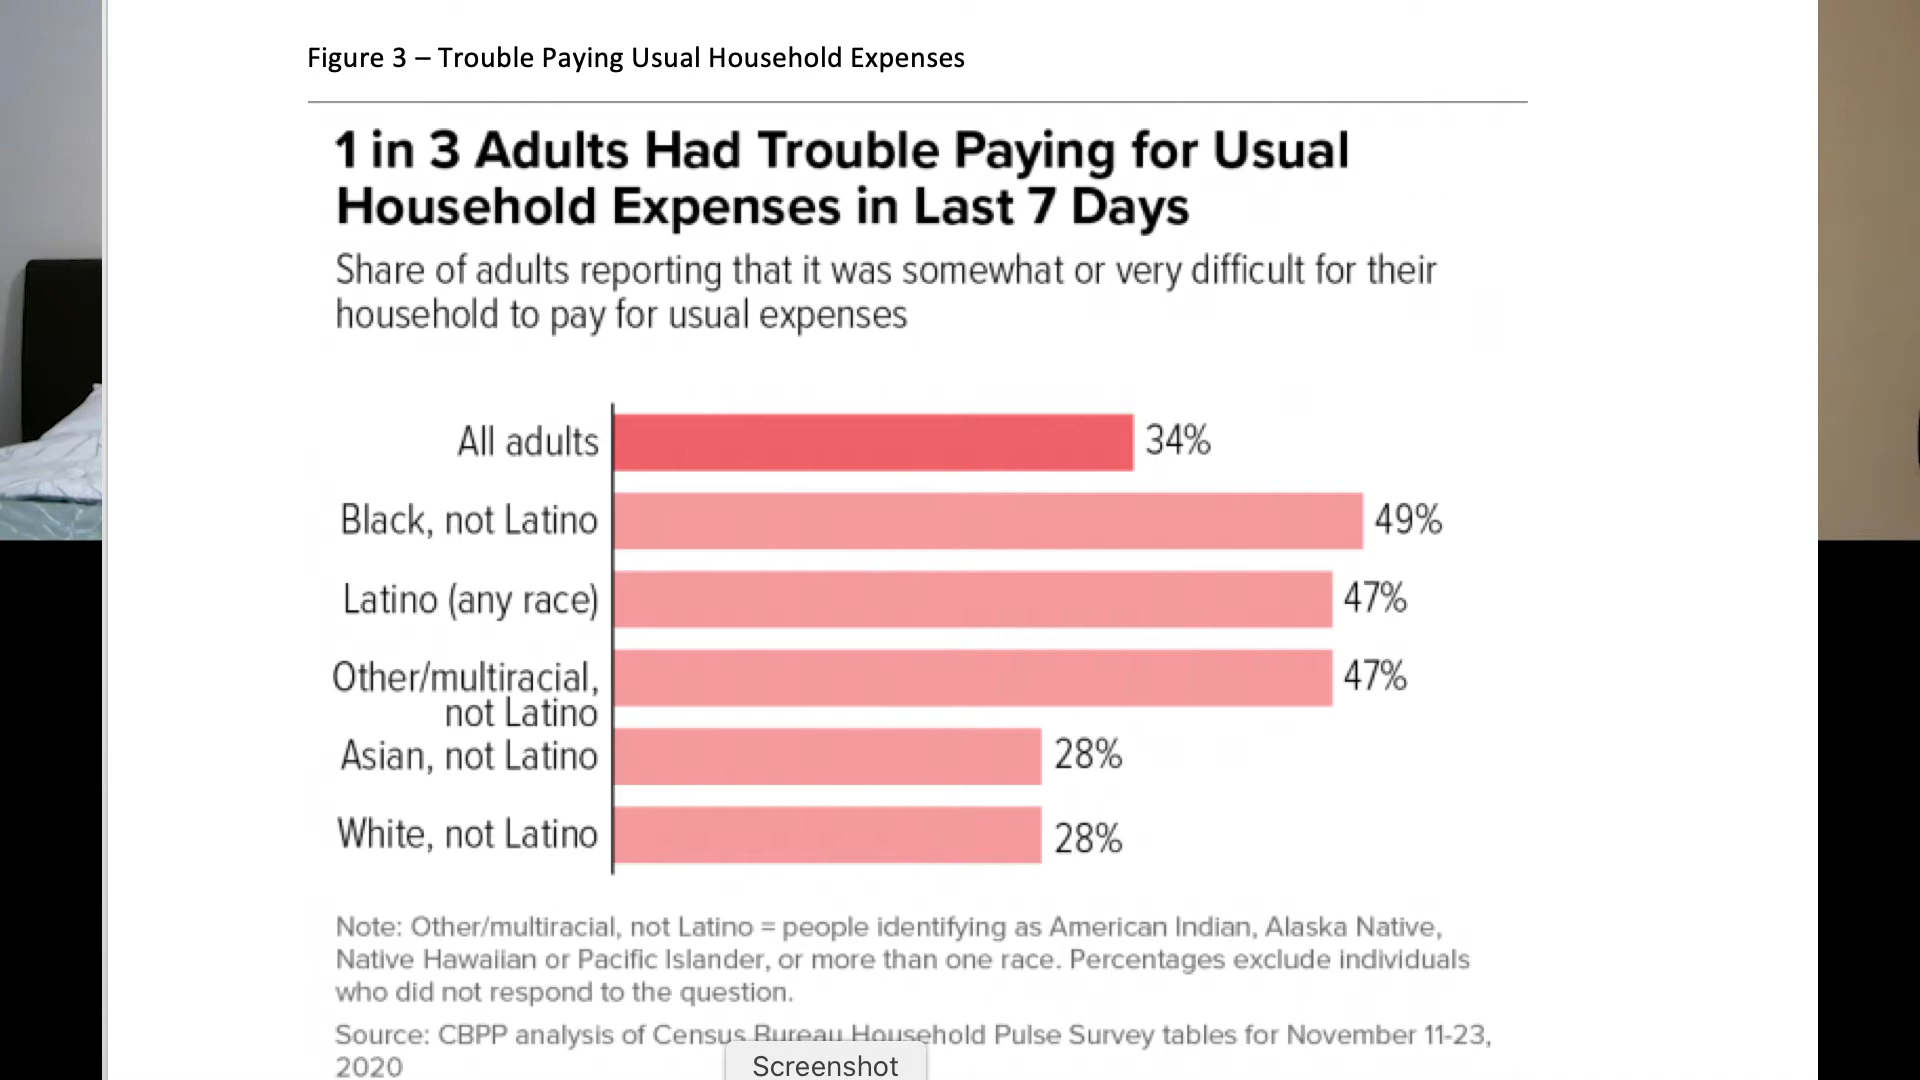 Figure 3 – Trouble Paying Usual Household Expenses
1 in 3 Adults Had Trouble Paying for Usual
Household Expenses in Last 7 Days
Share of adults reporting that it was somewhat or very difficult for their
household to pay for usual expenses
All adults 34%
Black, not Latino 49%
Latino (any race) 47%
Other/multiracial, 47%
not Latino
Asian, not Latino 28%
White, not Latino 28%
Note: Other/multiracial, not Latino = people identifying as American Indian, Alaska Native,
Native Hawaiian or Pacific Islander, or more than one race. Percentages exclude individuals
who did not respond to the question.
Source: CBPP analysis of Census Bureau Household Pulse Survey tables for November 11-23,
2020
Screenshot